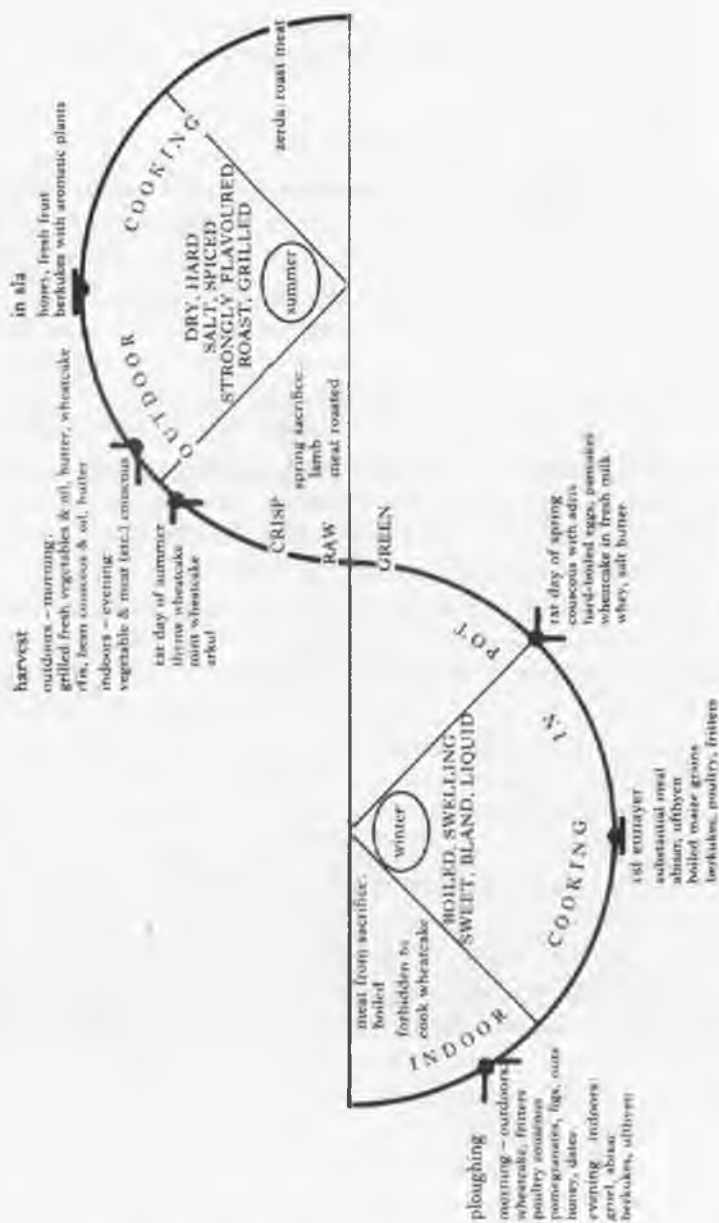 harvest
outdoors – morning:
grilled fresh vegetables & oil, butter, wheatcake
rfis, bean couscous & oil, butter
indoors – evening:
vegetable & meat (etc.) couscous
1st day of summer
thyme wheatcake
mint wheatcake
in sla
honey, fresh fruit
berkukes with aromatic plants
OUTDOOR COOKING
DRY, HARD
SALT, SPICED
STRONGLY FLAVOURED
ROAST, GRILLED
summer
zerda: roast meat
spring sacrifice:
lamb
meat roasted
CRISP
RAW
GREEN
meat from sacrifice:
boiled
forbidden to
cook wheatcake
winter
BOILED, SWELLING
SWEET, BLAND, LIQUID
INDOOR COOKING IN POT
ploughing
morning – outdoors:
wheatcake, fritters
poultry couscous
pomegranates, figs, nuts
honey, dates
evening – indoors:
gruel, abisar
berkukes, ufthyen
1st ennayer
substantial meal
abisar, ufthyen
boiled maize grains
berkukes, poultry, fritters
1st day of spring
couscous with adris
hard-boiled eggs, pancakes
wheatcake in fresh milk
whey, salt butter